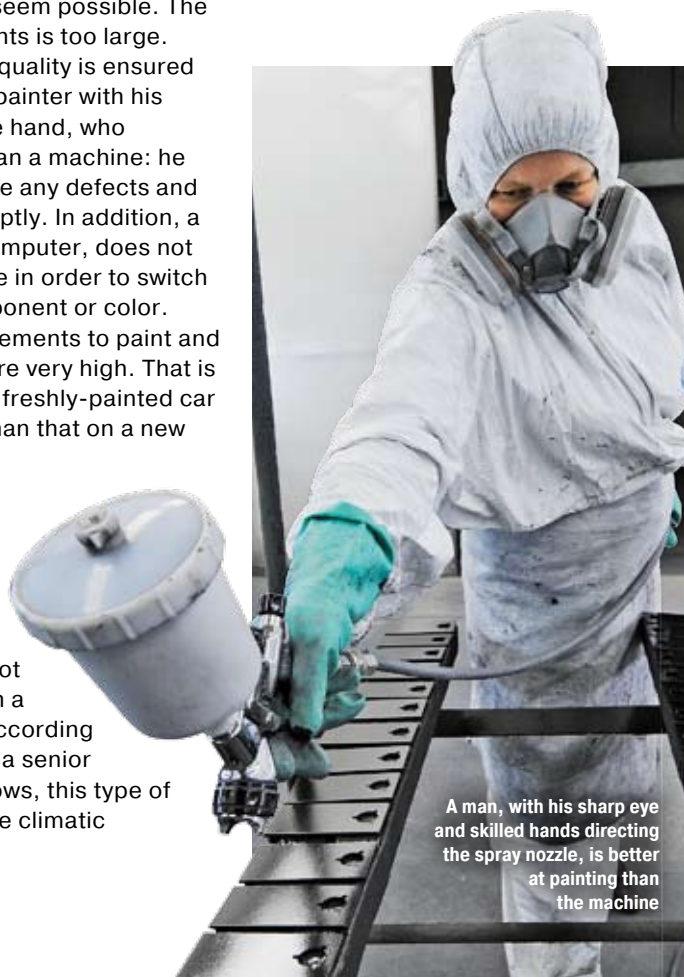 seem possible. The
nts is too large.
quality is ensured
painter with his
e hand, who
an a machine: he
e any defects and
ptly. In addition, a
mputer, does not
e in order to switch
ponent or color.
ements to paint and
re very high. That is
freshly-painted car
han that on a new
ot
n a
ccording
a senior
ows, this type of
e climatic
A man, with his sharp eye
and skilled hands directing
the spray nozzle, is better
at painting than
the machine